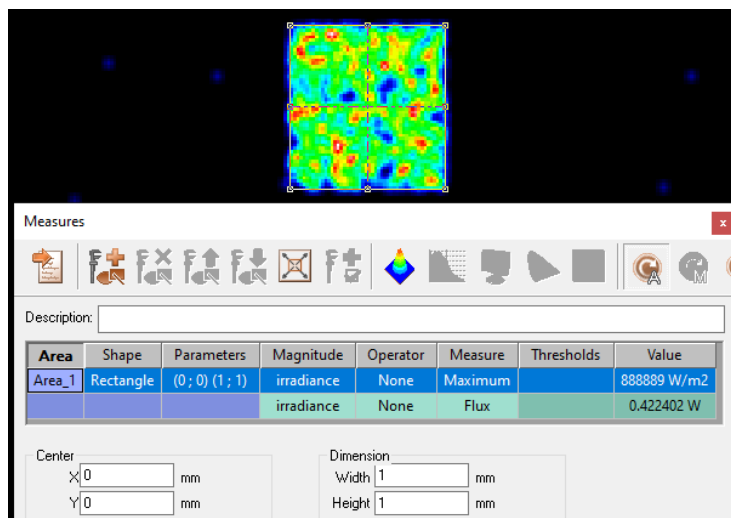 Measures
x
A
M
Description:
Area Shape Parameters Magnitude Operator Measure Thresholds Value
Area_1 Rectangle (0 ; 0) (1 ; 1) irradiance None Maximum 888889 W/m2
irradiance None Flux 0.422402 W
Center Dimension
X 0 mm Width 1 mm
Y 0 mm Height 1 mm